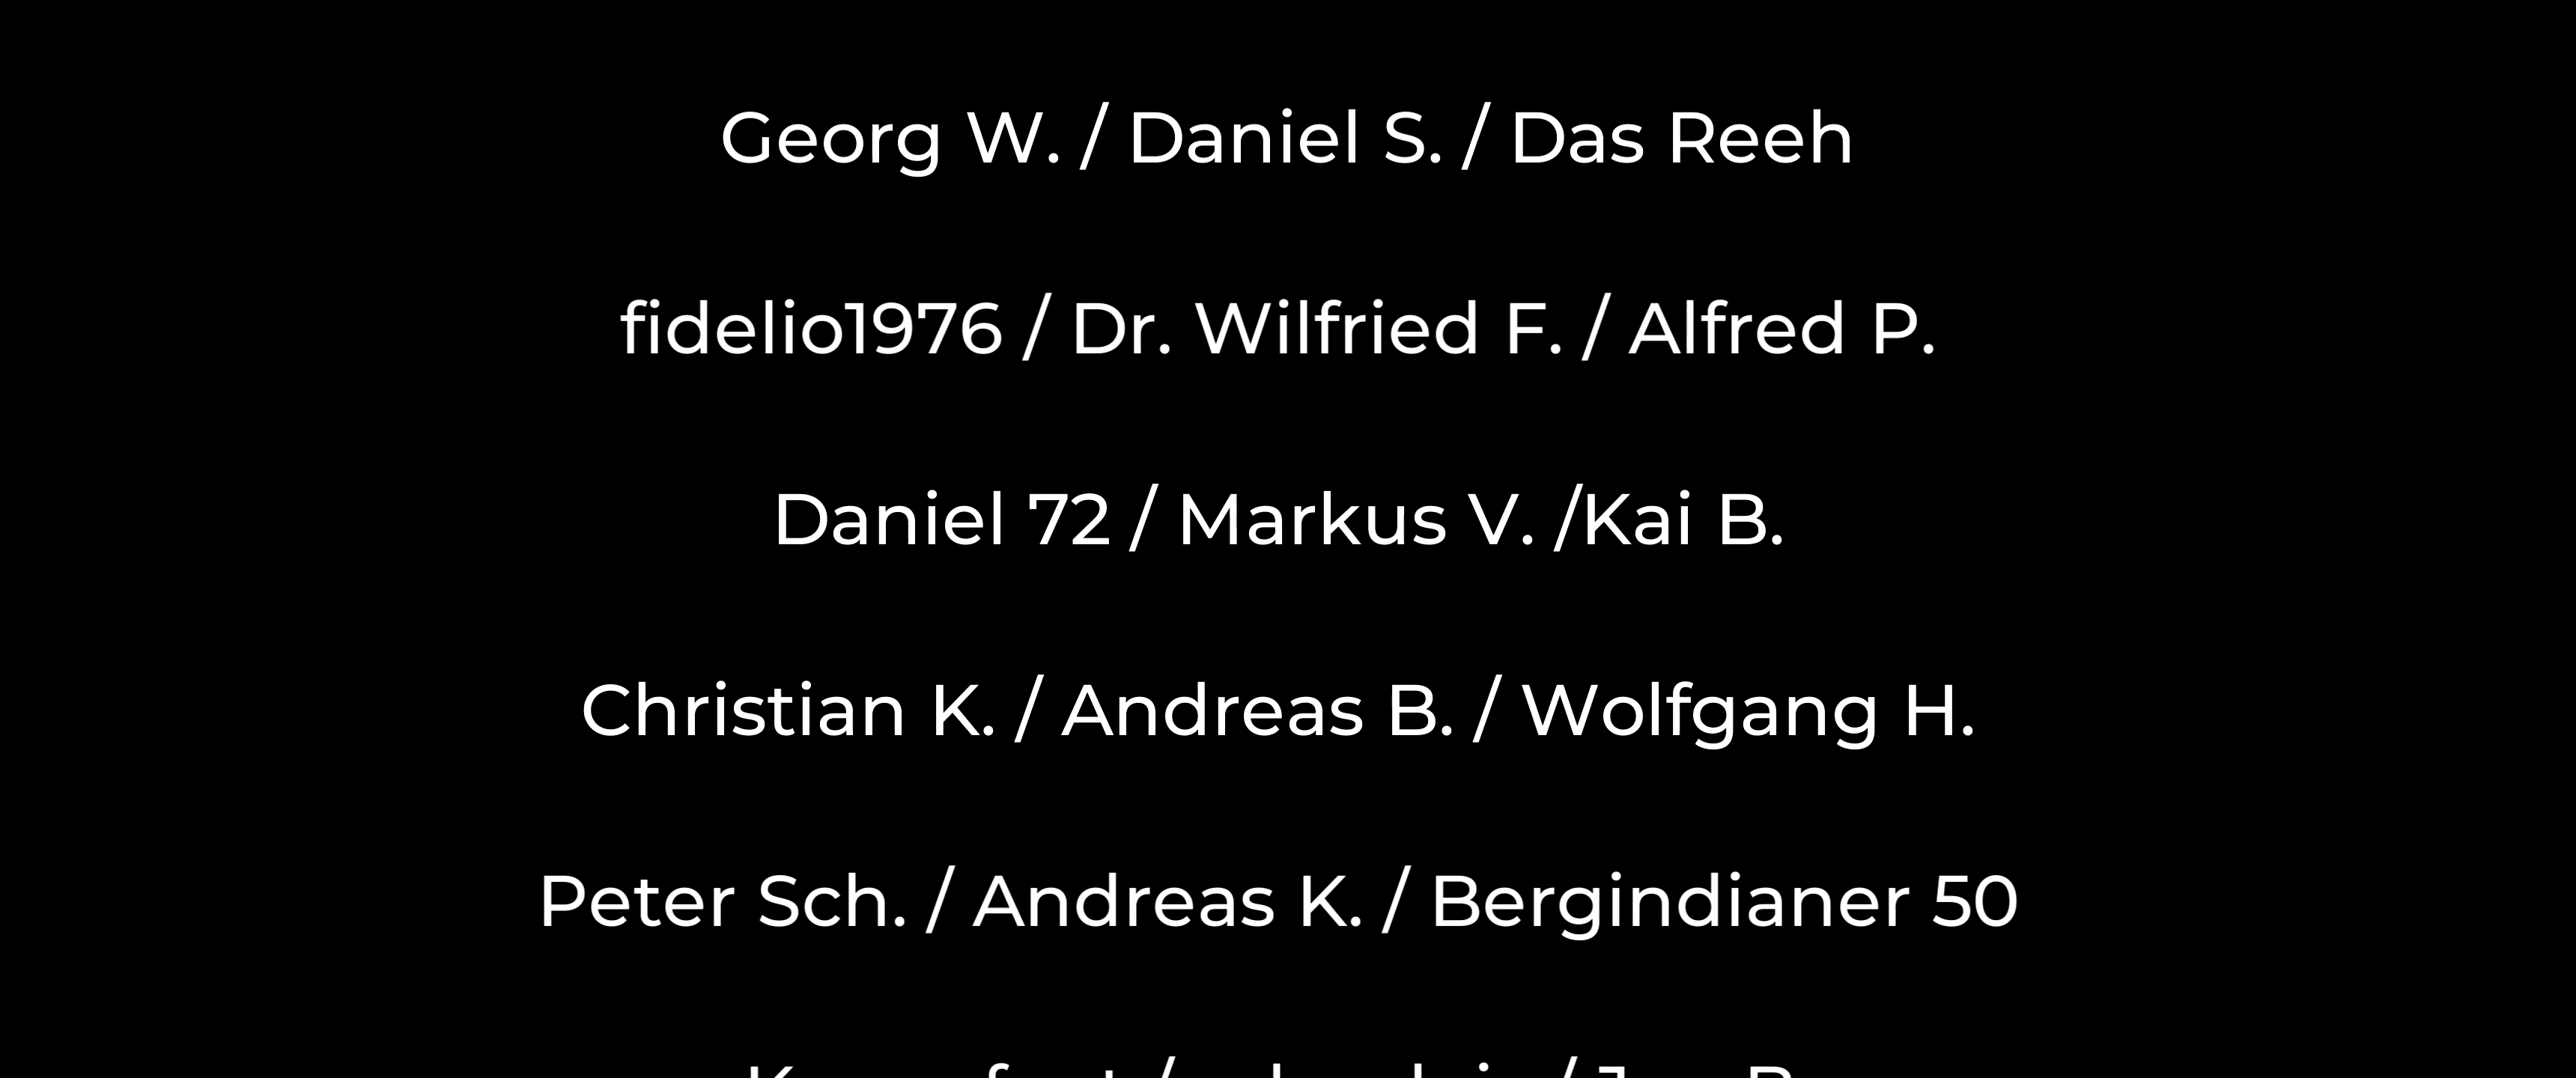 Georg W. / Daniel S. / Das Reeh
fidelio1976 / Dr. Wilfried F. / Alfred P.
Daniel 72 / Markus V. /Kai B.
Christian K. / Andreas B. / Wolfgang H.
Peter Sch. / Andreas K. / Bergindianer 50